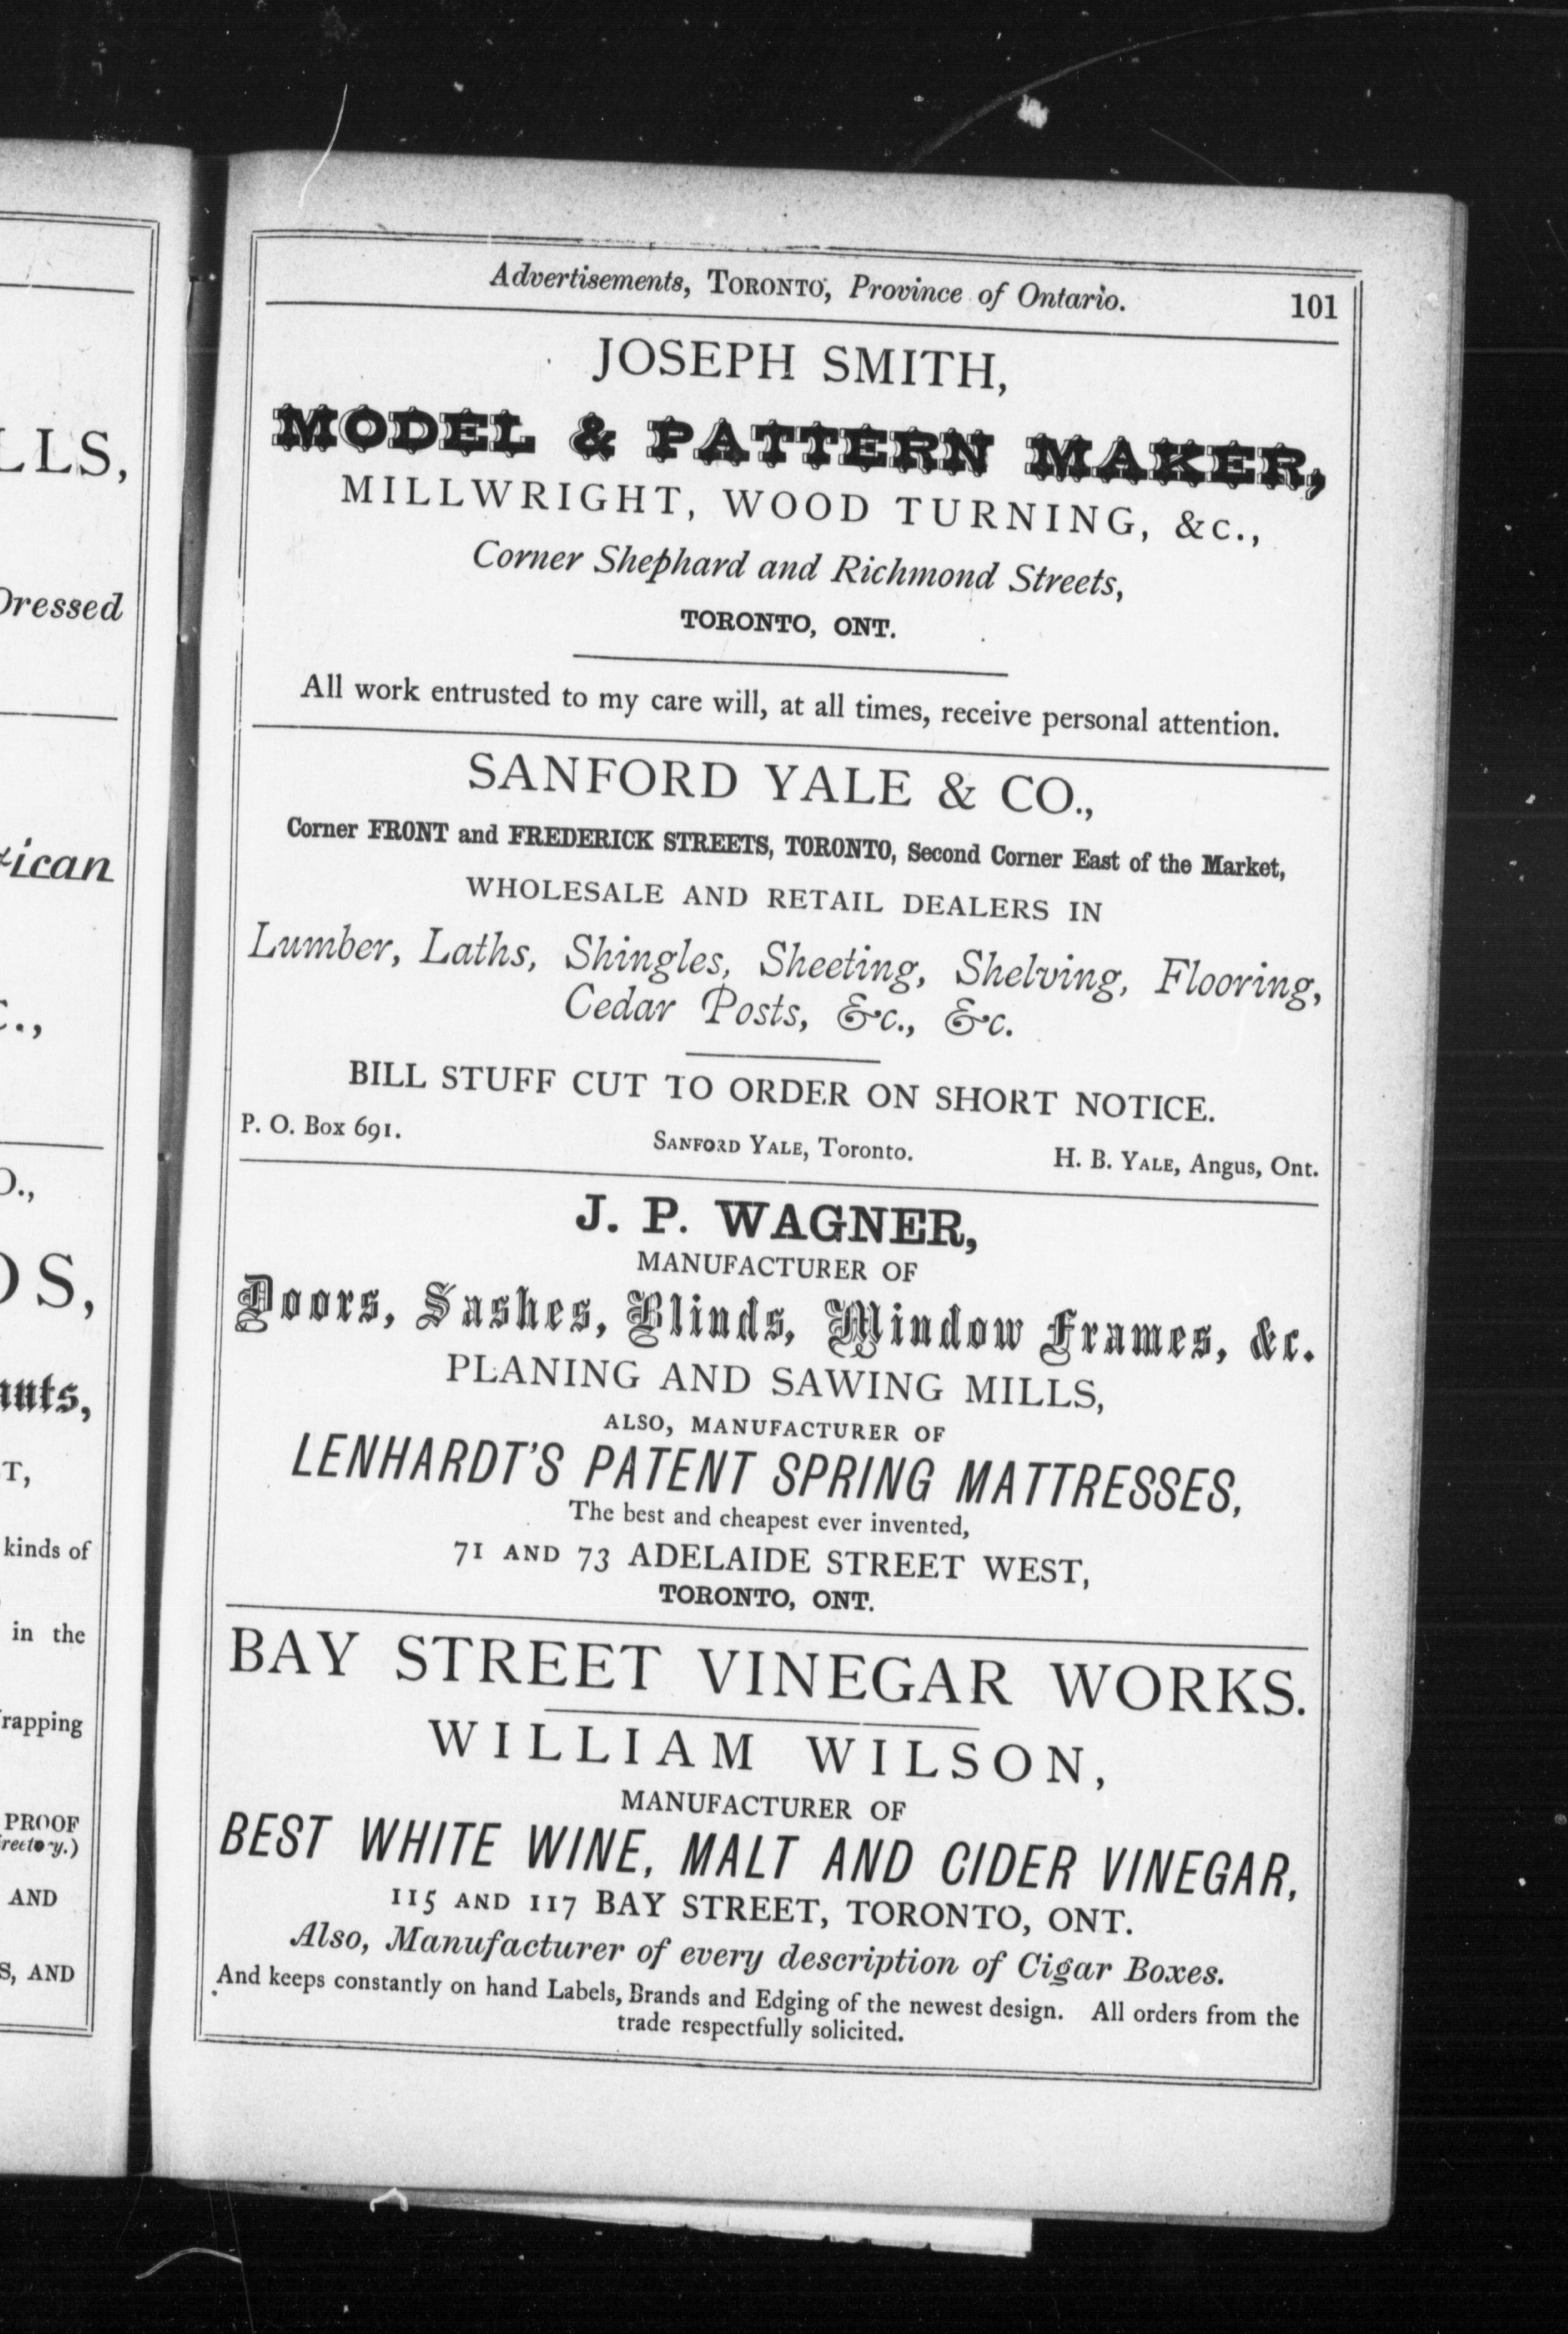 LLS,
Dressed
ican
O.,
OS,
T,
kinds of
in the
PROOF
AND
S, AND
Advertisements, TORONTO, Province of Ontario. 101
JOSEPH SMITH,
MODEL & PATTERN MAKER,
MILLWRIGHT, WOOD TURNING, &c.,
Corner Shephard and Richmond Streets,
TORONTO, ONT.
All work entrusted to my care will, at all times, receive personal attention.
SANFORD YALE & CO.,
Corner FRONT and FREDERICK STREETS, TORONTO, Second Corner East of the Market,
WHOLESALE AND RETAIL DEALERS IN
Lumber, Laths, Shingles, Sheeting, Shelving, Flooring,
Cedar Posts, &c., &c.
BILL STUFF CUT TO ORDER ON SHORT NOTICE.
P. O. Box 691. SANFORD YALE, Toronto. H. B. YALE, Angus, Ont.
J. P. WAGNER,
MANUFACTURER OF
Doors, Sashes, Blinds, Window Frames, &c.
PLANING AND SAWING MILLS,
ALSO, MANUFACTURER OF
LENHARDT'S PATENT SPRING MATTRESSES,
The best and cheapest ever invented,
71 AND 73 ADELAIDE STREET WEST,
TORONTO, ONT.
BAY STREET VINEGAR WORKS.
WILLIAM WILSON,
MANUFACTURER OF
BEST WHITE WINE, MALT AND CIDER VINEGAR,
115 AND 117 BAY STREET, TORONTO, ONT.
Also, Manufacturer of every description of Cigar Boxes.
And keeps constantly on hand Labels, Brands and Edging of the newest design. All orders from the
trade respectfully solicited.